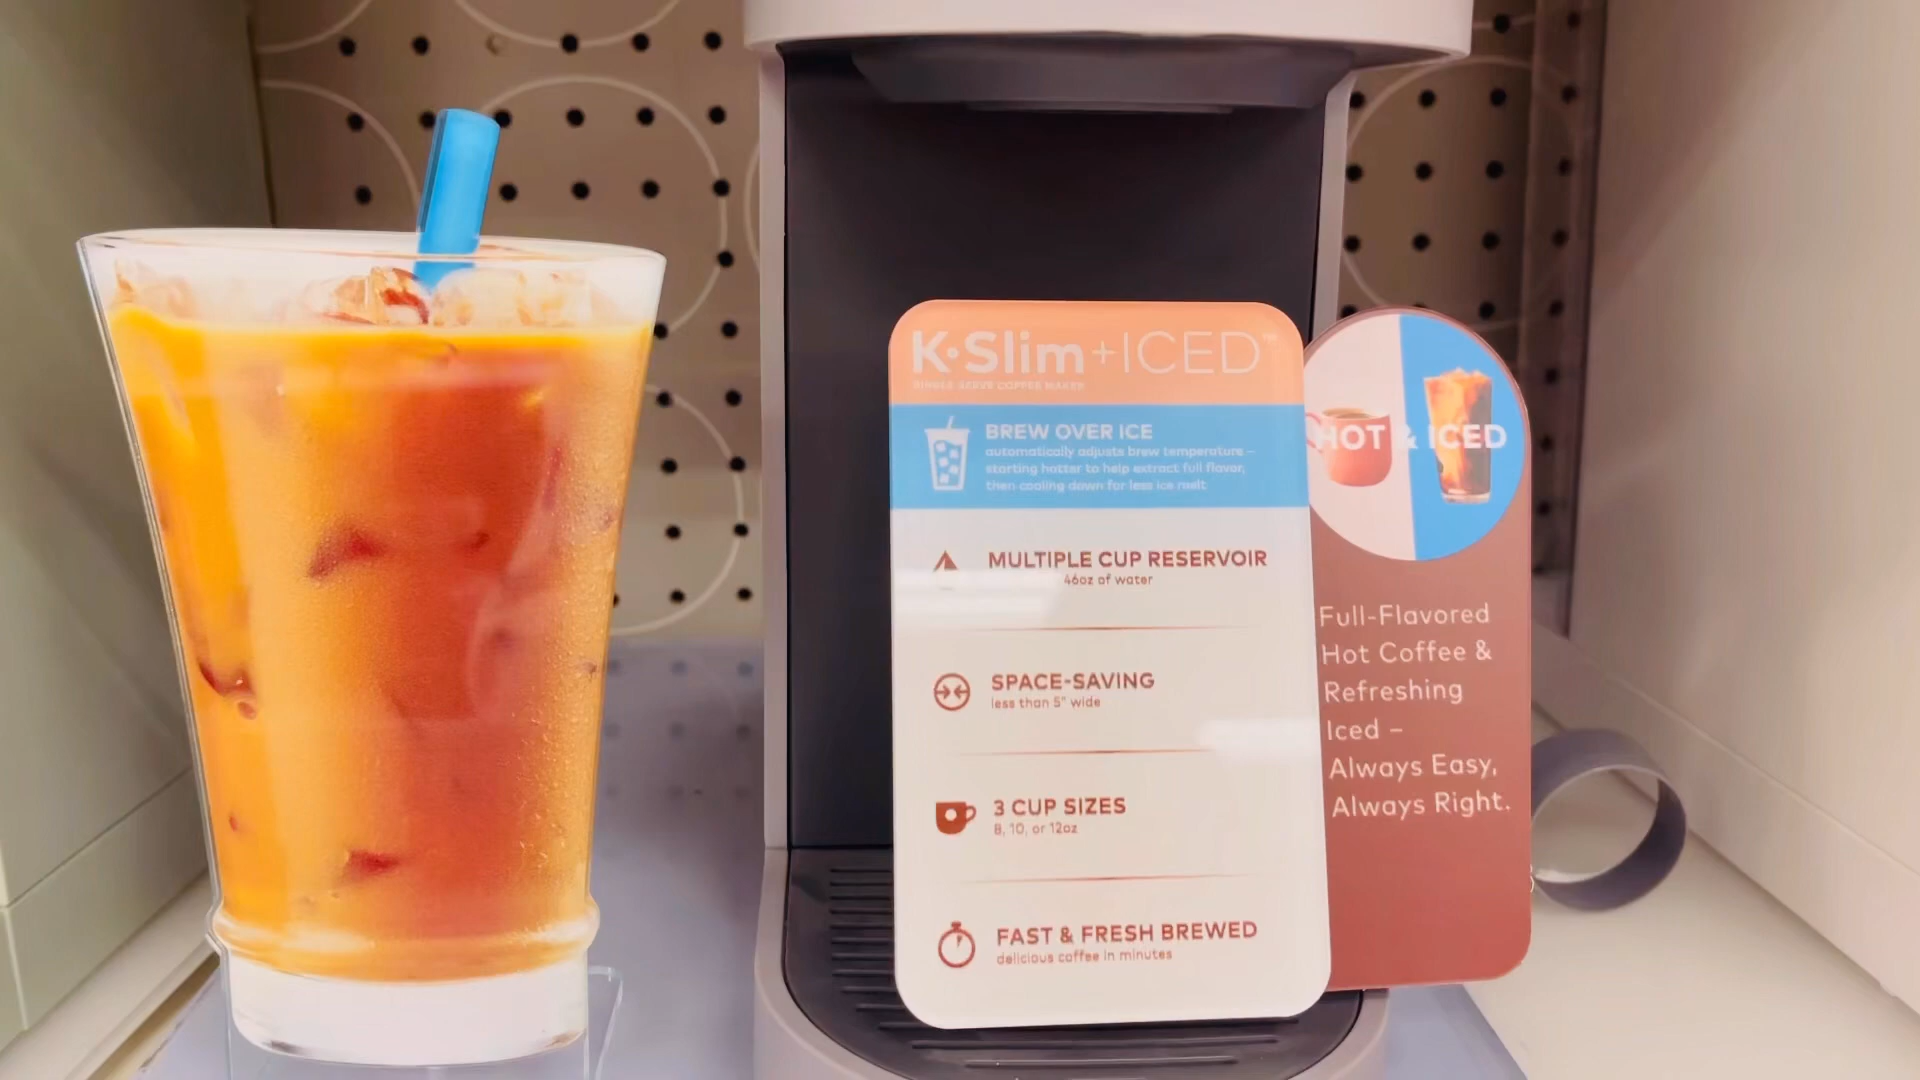 K•Slim+ICED™
SINGLE SERVE COFFEE MAKER
BREW OVER ICE
automatically adjusts brew temperature –
starting hotter to help extract full flavor,
then cooling down for less ice melt
MULTIPLE CUP RESERVOIR
46oz of water
SPACE-SAVING
less than 5" wide
3 CUP SIZES
8, 10, or 12oz
FAST & FRESH BREWED
delicious coffee in minutes
HOT & ICED
Full-Flavored
Hot Coffee &
Refreshing
Iced –
Always Easy,
Always Right.